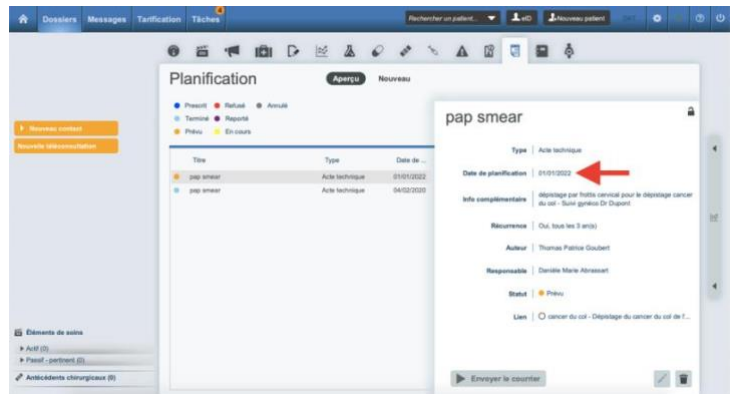 Dossiers Messages Tarification Tâches 4 Rechercher un patient... eID Nouveau patient
Planification Aperçu Nouveau
Prescrit Refusé Annulé
Terminé Reporté
Prévu En cours
Nouveau contact
Nouvelle téléconsultation
Titre Type Date de ...
pap smear Acte technique 01/01/2022
pap smear Acte technique 04/02/2020
pap smear
Type Acte technique
Date de planification 01/01/2022
Info complémentaire dépistage par frottis cervical pour le dépistage cancer
du col - Suivi gynéco Dr Dupont
Récurrence Oui, tous les 3 an(s)
Auteur Thomas Patrice Goubert
Responsable Danièle Marie Abrassart
Statut Prévu
Lien cancer du col - Dépistage du cancer du col de l'...
Envoyer le courrier
Éléments de soins
Actif (0)
Passif - pertinent (0)
Antécédents chirurgicaux (0)